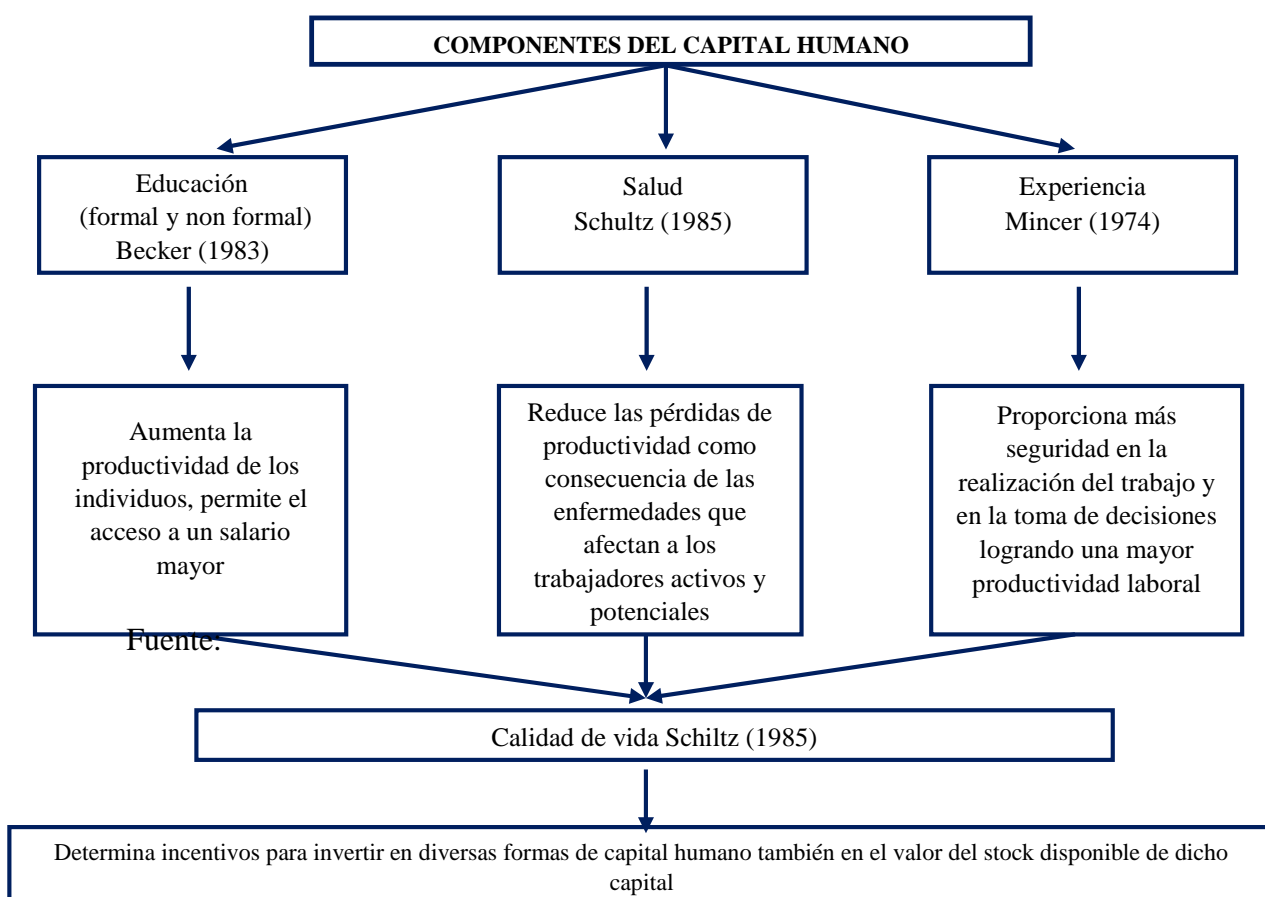 COMPONENTES DEL CAPITAL HUMANO
Educación
(formal y non formal)
Becker (1983)
Salud
Schultz (1985)
Experiencia
Mincer (1974)
Aumenta la
productividad de los
individuos, permite el
acceso a un salario
mayor
Reduce las pérdidas de
productividad como
consecuencia de las
enfermedades que
afectan a los
trabajadores activos y
potenciales
Proporciona más
seguridad en la
realización del trabajo y
en la toma de decisiones
logrando una mayor
productividad laboral
Fuente:
Calidad de vida Schiltz (1985)
Determina incentivos para invertir en diversas formas de capital humano también en el valor del stock disponible de dicho
capital